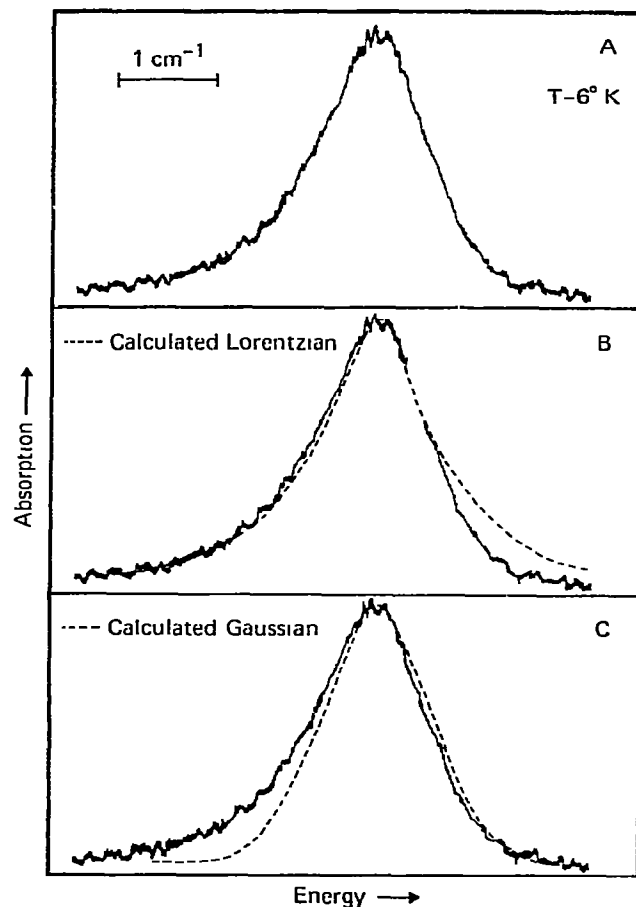 1 cm⁻¹
A
T-6° K
---- Calculated Lorentzian
B
Absorption →
---- Calculated Gaussian
C
Energy →